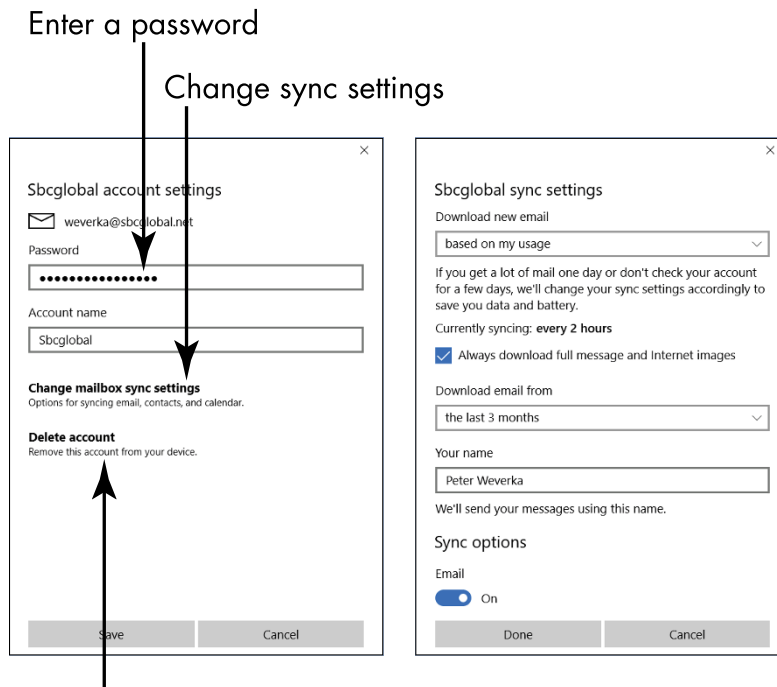 Enter a password
Change sync settings
Sbcglobal account settings
weverka@sbcglobal.net
Password
••••••••••••••••
Account name
Sbcglobal
Change mailbox sync settings
Options for syncing email, contacts, and calendar.
Delete account
Remove this account from your device.
Save
Cancel
Sbcglobal sync settings
Download new email
based on my usage
If you get a lot of mail one day or don't check your account
for a few days, we'll change your sync settings accordingly to
save you data and battery.
Currently syncing: every 2 hours
Always download full message and Internet images
Download email from
the last 3 months
Your name
Peter Weverka
We'll send your messages using this name.
Sync options
Email
On
Done
Cancel